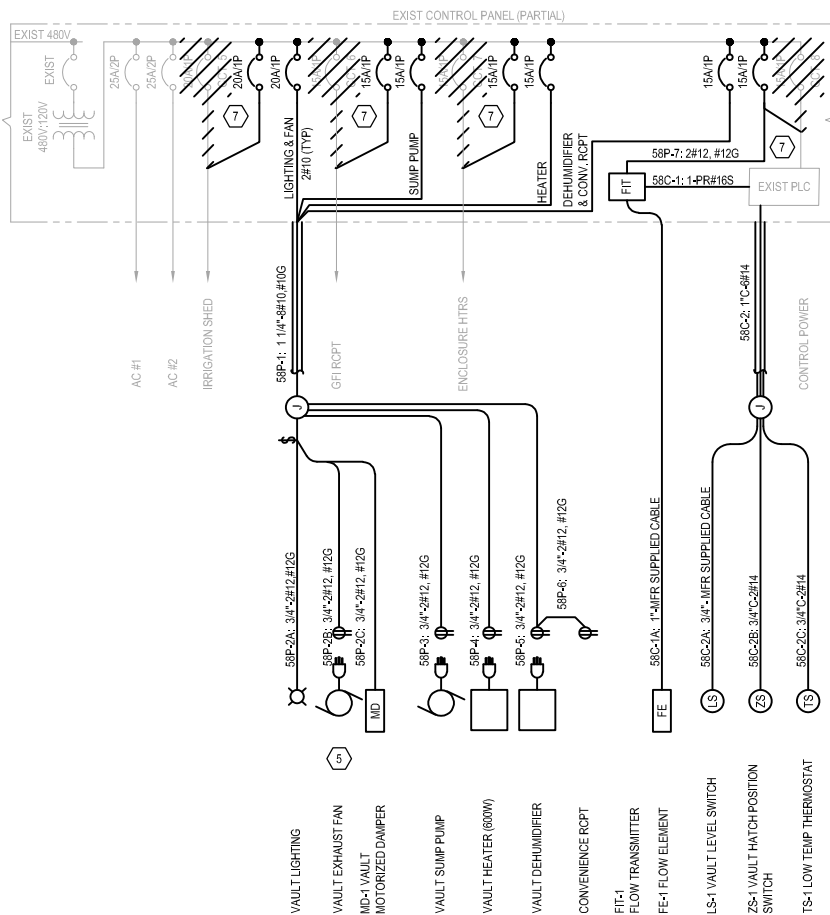 EXIST CONTROL PANEL (PARTIAL)
EXIST 480V
EXIST
EXIST
480V:120V
25A/2P
25A/2P
20A/1P
20A/1P
15A/1P
15A/1P
15A/1P
15A/1P
15A/1P
15A/1P
7
7
7
7
LIGHTING & FAN
2#10 (TYP)
SUMP PUMP
HEATER
DEHUMIDIFIER
& CONV. RCPT
58P-7: 2#12, #12G
58C-1: 1-PR#16S
FIT
EXIST PLC
AC #1
AC #2
IRRIGATION SHED
58P-1: 1 1/4"-8#10,#10G
GFI RCPT
ENCLOSURE HTRS
58C-2: 1"C-6#14
CONTROL POWER
J
J
S
58P-2A: 3/4"-2#12,#12G
58P-2B: 3/4"-2#12, #12G
58P-2C: 3/4"-2#12, #12G
58P-3: 3/4"-2#12, #12G
58P-4: 3/4"-2#12, #12G
58P-5: 3/4"-2#12, #12G
58P-6: 3/4"-2#12, #12G
58C-1A: 1"-MFR SUPPLIED CABLE
58C-2A: 3/4"- MFR SUPPLIED CABLE
58C-2B: 3/4"C-2#14
58C-2C: 3/4"C-2#14
MD
FE
LS
ZS
TS
5
VAULT LIGHTING
VAULT EXHAUST FAN
MD-1 VAULT
MOTORIZED DAMPER
VAULT SUMP PUMP
VAULT HEATER (600W)
VAULT DEHUMIDIFIER
CONVENIENCE RCPT
FIT-1
FLOW TRANSMITTER
FE-1 FLOW ELEMENT
LS-1 VAULT LEVEL SWITCH
ZS-1 VAULT HATCH POSITION
SWITCH
TS-1 LOW TEMP THERMOSTAT